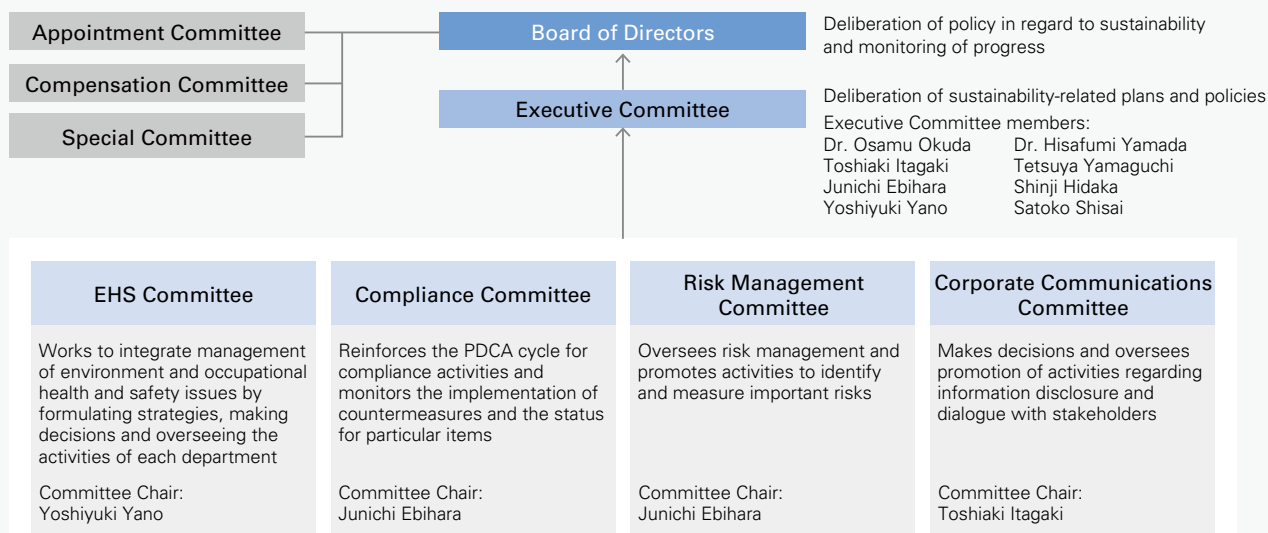 Appointment Committee
Compensation Committee
Special Committee
Board of Directors
Deliberation of policy in regard to sustainability
and monitoring of progress
Executive Committee
Deliberation of sustainability-related plans and policies
Executive Committee members:
Dr. Osamu Okuda Dr. Hisafumi Yamada
Toshiaki Itagaki Tetsuya Yamaguchi
Junichi Ebihara Shinji Hidaka
Yoshiyuki Yano Satoko Shisai
EHS Committee
Works to integrate management
of environment and occupational
health and safety issues by
formulating strategies, making
decisions and overseeing the
activities of each department
Committee Chair:
Yoshiyuki Yano
Compliance Committee
Reinforces the PDCA cycle for
compliance activities and
monitors the implementation of
countermeasures and the status
for particular items
Committee Chair:
Junichi Ebihara
Risk Management
Committee
Oversees risk management and
promotes activities to identify
and measure important risks
Committee Chair:
Junichi Ebihara
Corporate Communications
Committee
Makes decisions and oversees
promotion of activities regarding
information disclosure and
dialogue with stakeholders
Committee Chair:
Toshiaki Itagaki